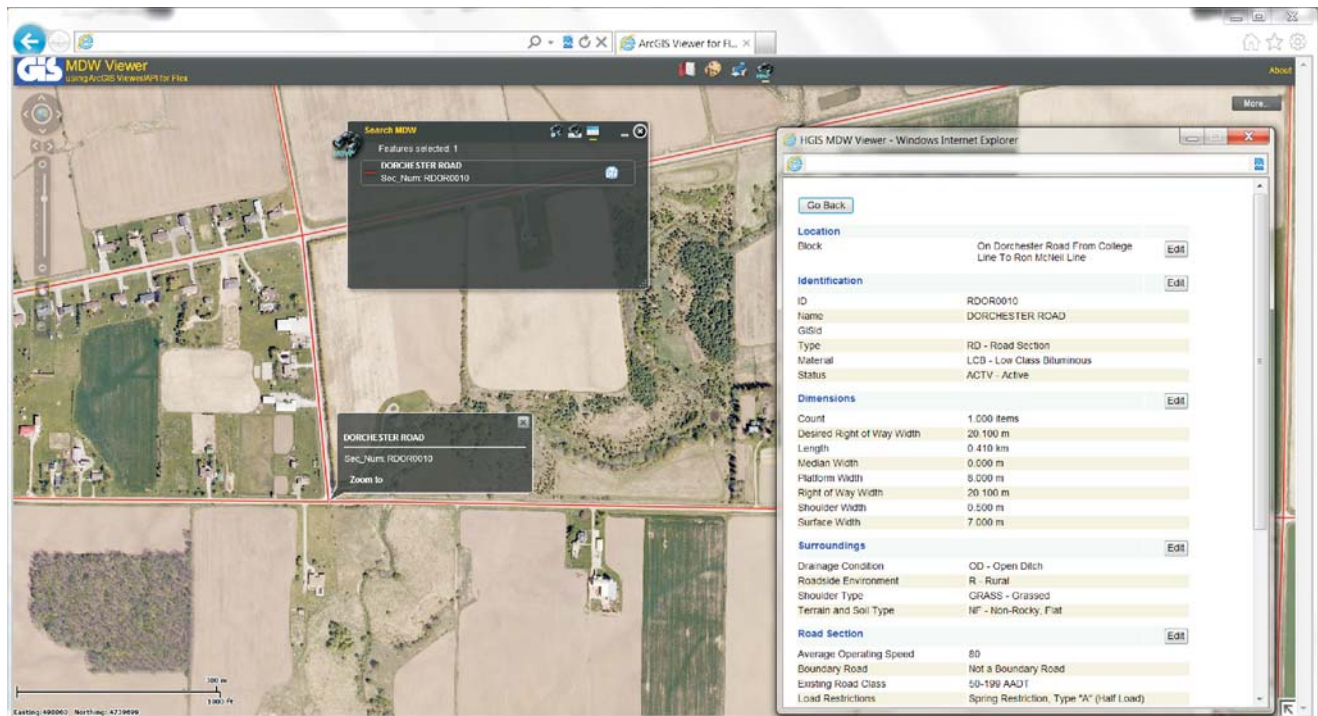 ArcGIS Viewer for Fl...
GIS
MDW Viewer
using ArcGIS Viewer/API for Flex
About
More...
Search MDW
Features selected: 1
DORCHESTER ROAD
Sec_Num: RDOR0010
DORCHESTER ROAD
Sec_Num: RDOR0010
Zoom to
300 m
1000 ft
Easting: Northing:
HGIS MDW Viewer - Windows Internet Explorer
Go Back
Location
Block On Dorchester Road From College Edit
Line To Ron McNeil Line
Identification Edit
ID RDOR0010
Name DORCHESTER ROAD
GISId
Type RD - Road Section
Material LCB - Low Class Bituminous
Status ACTV - Active
Dimensions Edit
Count 1.000 items
Desired Right of Way Width 20.100 m
Length 0.410 km
Median Width 0.000 m
Platform Width 8.000 m
Right of Way Width 20.100 m
Shoulder Width 0.500 m
Surface Width 7.000 m
Surroundings Edit
Drainage Condition OD - Open Ditch
Roadside Environment R - Rural
Shoulder Type GRASS - Grassed
Terrain and Soil Type NF - Non-Rocky, Flat
Road Section Edit
Average Operating Speed 80
Boundary Road Not a Boundary Road
Existing Road Class 50-199 AADT
Load Restrictions Spring Restriction, Type "A" (Half Load)